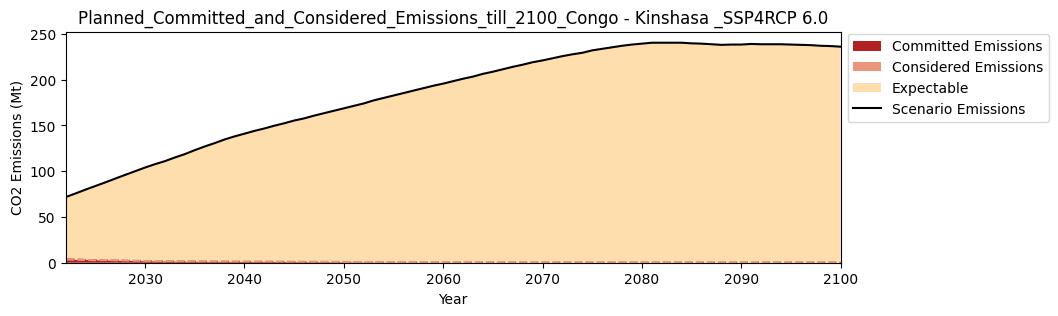 Planned_Committed_and_Considered_Emissions_till_2100_Congo - Kinshasa _SSP4RCP 6.0
250
200
150
100
50
0
CO2 Emissions (Mt)
2030
2040
2050
2060
2070
2080
2090
2100
Year
Committed Emissions
Considered Emissions
Expectable
Scenario Emissions